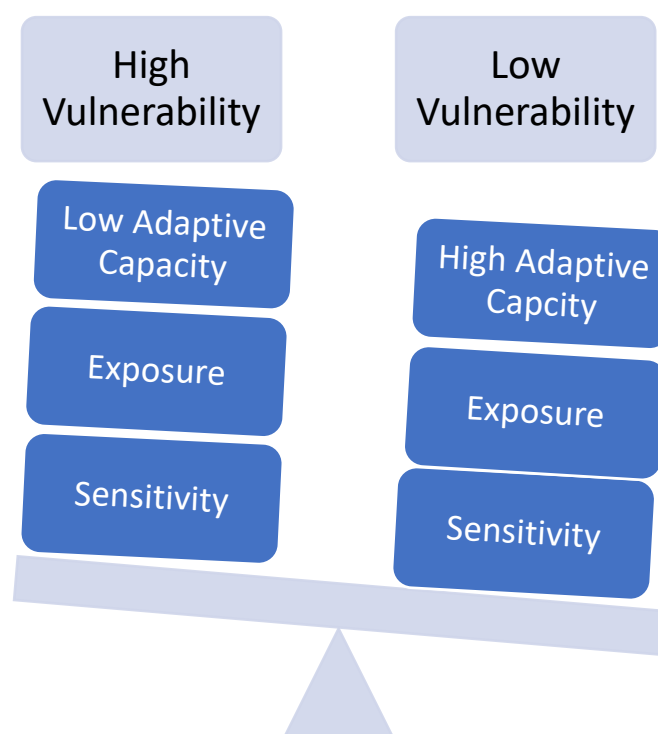 High
Vulnerability
Low Adaptive
Capacity
Exposure
Sensitivity
Low
Vulnerability
High Adaptive
Capcity
Exposure
Sensitivity